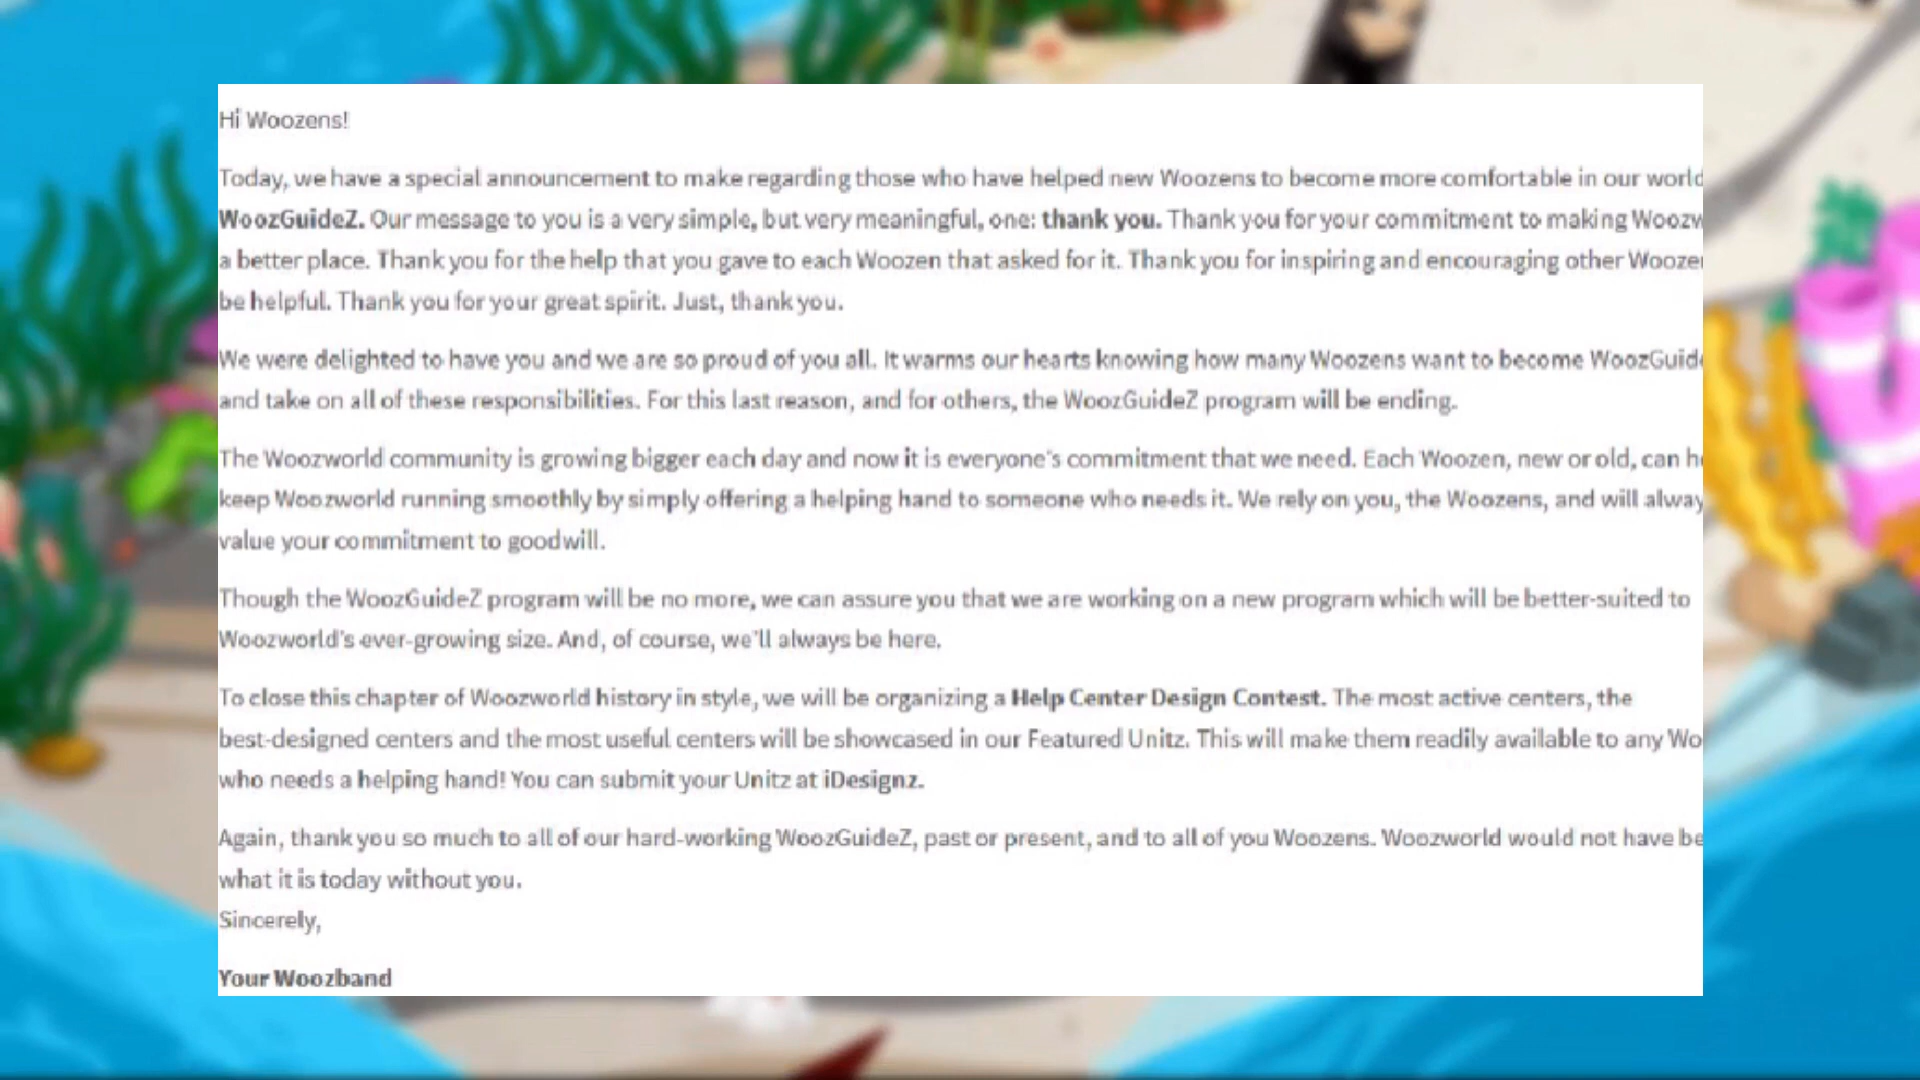 Hi Woozens!
Today, we have a special announcement to make regarding those who have helped new Woozens to become more comfortable in our world
WoozGuideZ. Our message to you is a very simple, but very meaningful, one: thank you. Thank you for your commitment to making Woozw
a better place. Thank you for the help that you gave to each Woozen that asked for it. Thank you for inspiring and encouraging other Woozen
be helpful. Thank you for your great spirit. Just, thank you.
We were delighted to have you and we are so proud of you all. It warms our hearts knowing how many Woozens want to become WoozGuide
and take on all of these responsibilities. For this last reason, and for others, the WoozGuideZ program will be ending.
The Woozworld community is growing bigger each day and now it is everyone's commitment that we need. Each Woozen, new or old, can he
keep Woozworld running smoothly by simply offering a helping hand to someone who needs it. We rely on you, the Woozens, and will alway
value your commitment to goodwill.
Though the WoozGuideZ program will be no more, we can assure you that we are working on a new program which will be better-suited to
Woozworld's ever-growing size. And, of course, we'll always be here.
To close this chapter of Woozworld history in style, we will be organizing a Help Center Design Contest. The most active centers, the
best-designed centers and the most useful centers will be showcased in our Featured Unitz. This will make them readily available to any Wo
who needs a helping hand! You can submit your Unitz at iDesignz.
Again, thank you so much to all of our hard-working WoozGuideZ, past or present, and to all of you Woozens. Woozworld would not have be
what it is today without you.
Sincerely,
Your Woozband